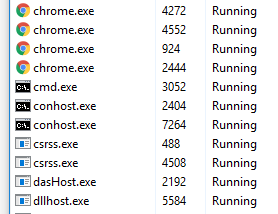 chrome.exe 4272 Running
chrome.exe 4552 Running
chrome.exe 924 Running
chrome.exe 2444 Running
cmd.exe 3052 Running
conhost.exe 2404 Running
conhost.exe 7264 Running
csrss.exe 488 Running
csrss.exe 4508 Running
dasHost.exe 2192 Running
dllhost.exe 5584 Running